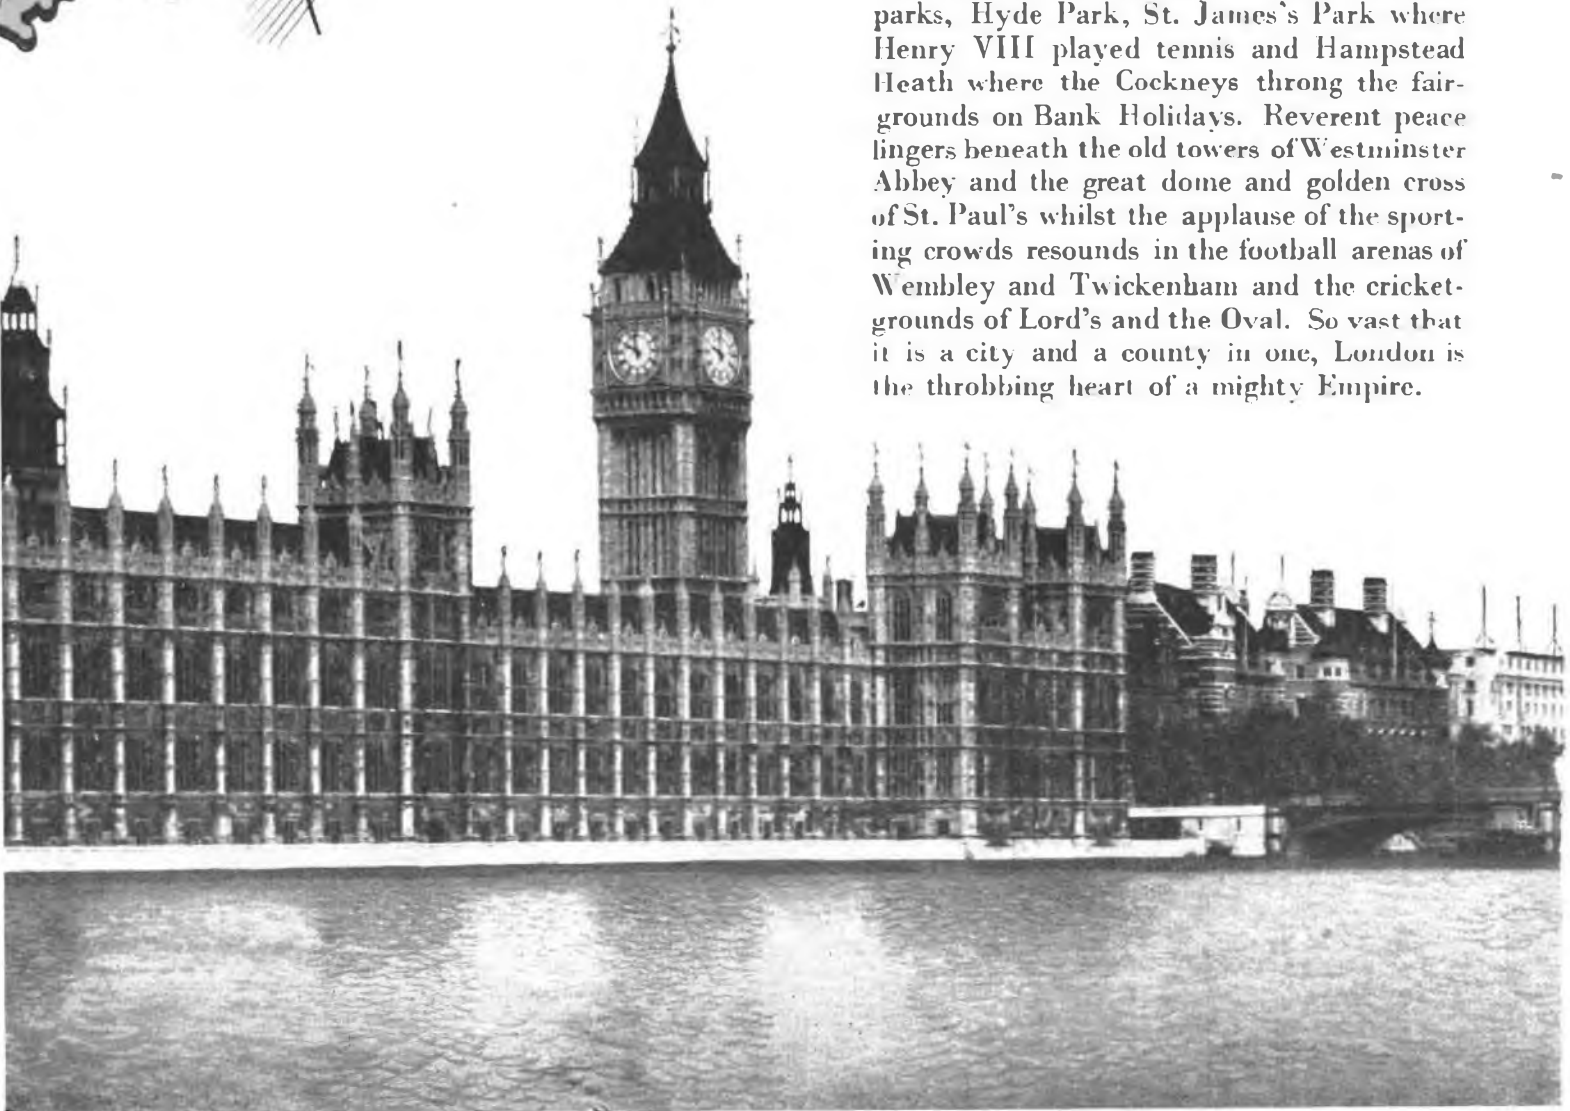 parks, Hyde Park, St. James's Park where
Henry VIII played tennis and Hampstead
Heath where the Cockneys throng the fair-
grounds on Bank Holidays. Reverent peace
lingers beneath the old towers of Westminster
Abbey and the great dome and golden cross
of St. Paul's whilst the applause of the sport-
ing crowds resounds in the football arenas of
Wembley and Twickenham and the cricket-
grounds of Lord's and the Oval. So vast that
it is a city and a county in one, London is
the throbbing heart of a mighty Empire.